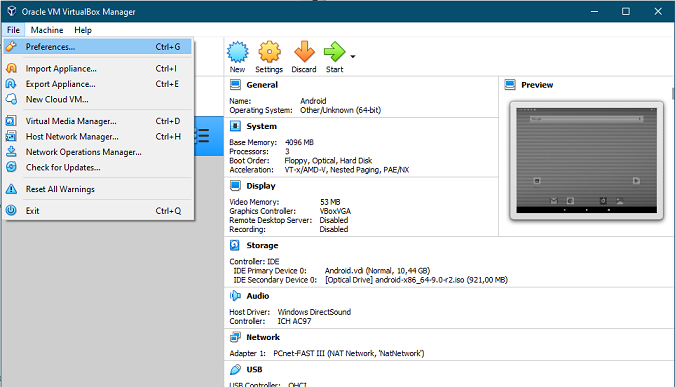 Oracle VM VirtualBox Manager
File Machine Help
Preferences... Ctrl+G
Import Appliance... Ctrl+I
Export Appliance... Ctrl+E
New Cloud VM...
Virtual Media Manager... Ctrl+D
Host Network Manager... Ctrl+H
Network Operations Manager...
Check for Updates...
Reset All Warnings
Exit Ctrl+Q
New Settings Discard Start
General
Name: Android
Operating System: Other/Unknown (64-bit)
System
Base Memory: 4096 MB
Processors: 3
Boot Order: Floppy, Optical, Hard Disk
Acceleration: VT-x/AMD-V, Nested Paging, PAE/NX
Display
Video Memory: 53 MB
Graphics Controller: VBoxVGA
Remote Desktop Server: Disabled
Recording: Disabled
Storage
Controller: IDE
IDE Primary Device 0: Android.vdi (Normal, 10,44 GB)
IDE Secondary Device 0: [Optical Drive] android-x86_64-9.0-r2.iso (921,00 MB)
Audio
Host Driver: Windows DirectSound
Controller: ICH AC97
Network
Adapter 1: PCnet-FAST III (NAT Network, 'NatNetwork')
USB
USB Controller: OHCI
Preview